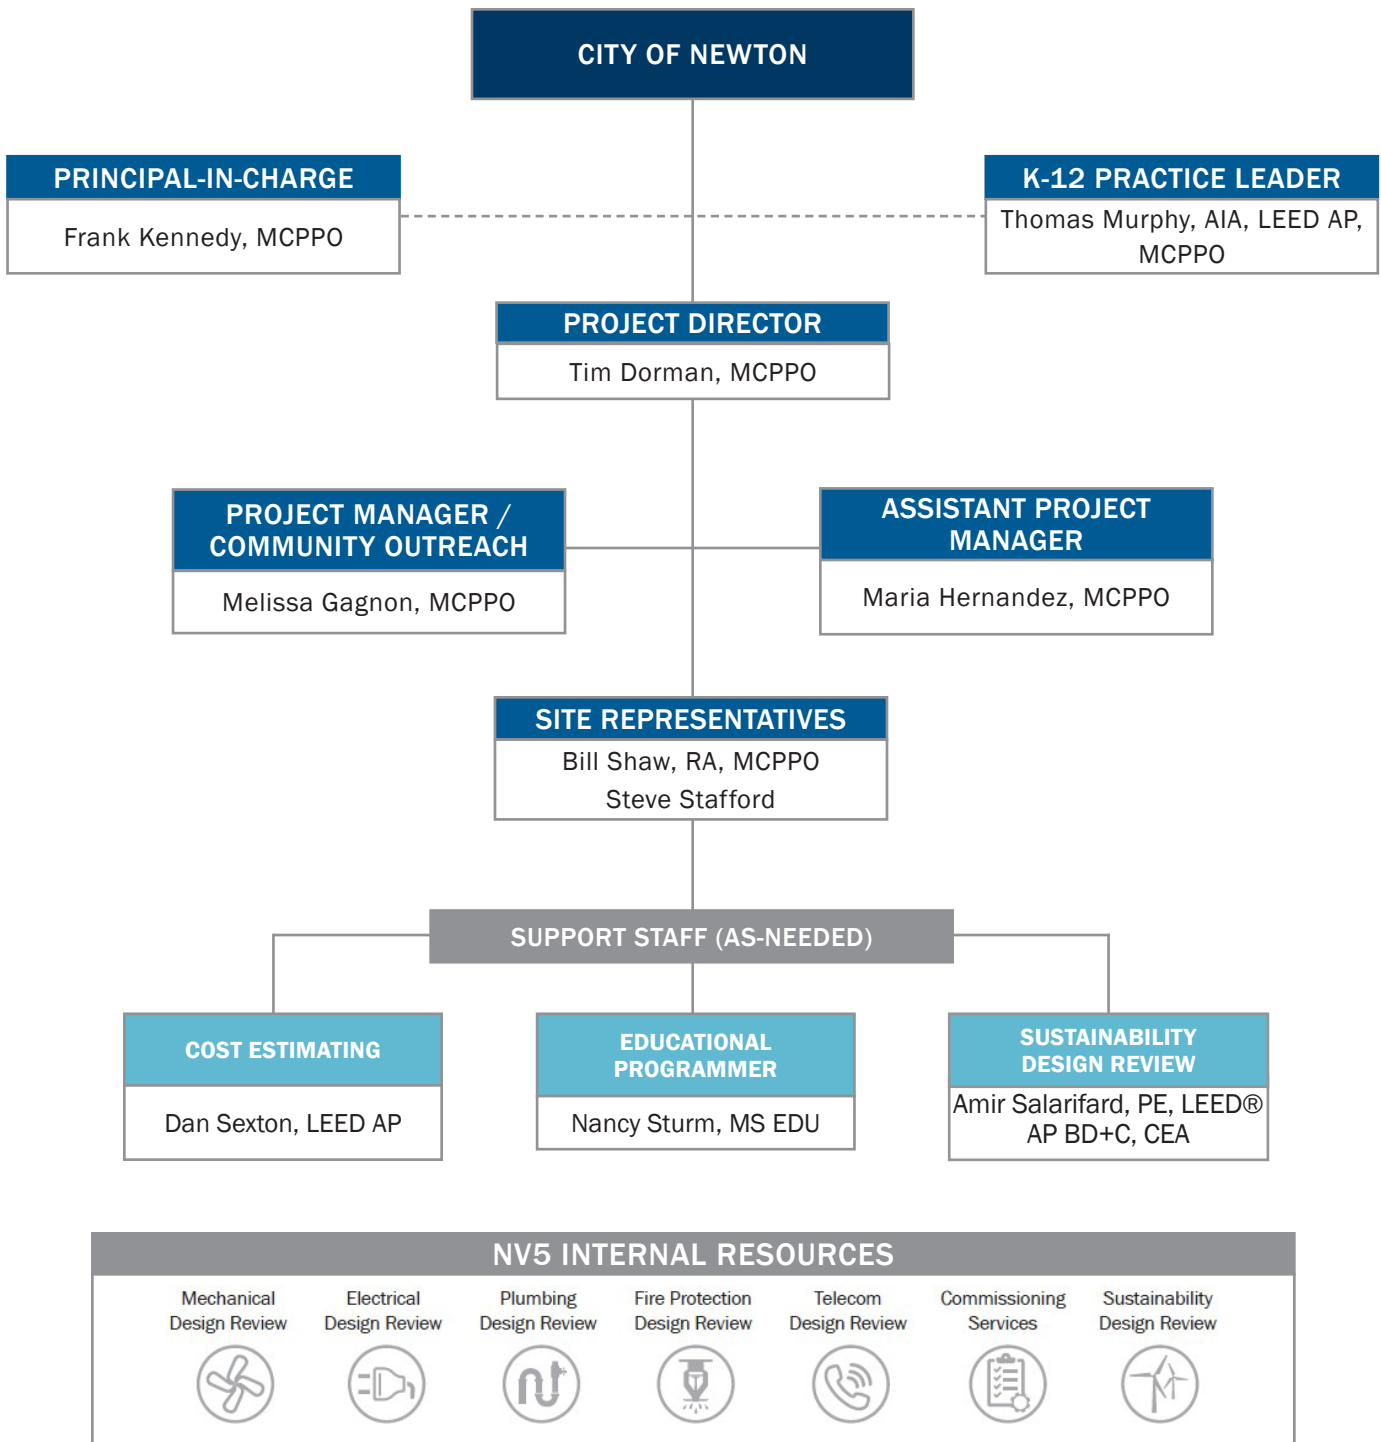 CITY OF NEWTON
PRINCIPAL-IN-CHARGE
Frank Kennedy, MCPPO
K-12 PRACTICE LEADER
Thomas Murphy, AIA, LEED AP,
MCPPO
PROJECT DIRECTOR
Tim Dorman, MCPPO
PROJECT MANAGER /
COMMUNITY OUTREACH
Melissa Gagnon, MCPPO
ASSISTANT PROJECT
MANAGER
Maria Hernandez, MCPPO
SITE REPRESENTATIVES
Bill Shaw, RA, MCPPO
Steve Stafford
SUPPORT STAFF (AS-NEEDED)
COST ESTIMATING
Dan Sexton, LEED AP
EDUCATIONAL
PROGRAMMER
Nancy Sturm, MS EDU
SUSTAINABILITY
DESIGN REVIEW
Amir Salarifard, PE, LEED®
AP BD+C, CEA
NV5 INTERNAL RESOURCES
Mechanical
Design Review
Electrical
Design Review
Plumbing
Design Review
Fire Protection
Design Review
Telecom
Design Review
Commissioning
Services
Sustainability
Design Review